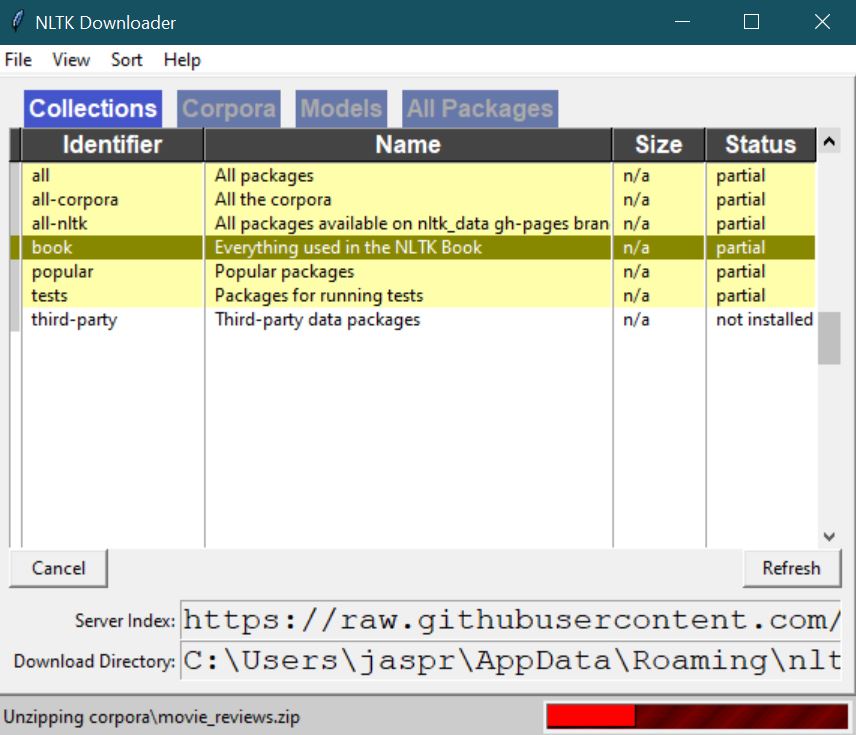 NLTK Downloader
File View Sort Help
Collections Corpora Models All Packages
Identifier Name Size Status
all All packages n/a partial
all-corpora All the corpora n/a partial
all-nltk All packages available on nltk_data gh-pages bran n/a partial
book Everything used in the NLTK Book n/a partial
popular Popular packages n/a partial
tests Packages for running tests n/a partial
third-party Third-party data packages n/a not installed
Cancel Refresh
Server Index: https://raw.githubusercontent.com/
Download Directory: C:\Users\jaspr\AppData\Roaming\nlt
Unzipping corpora\movie_reviews.zip